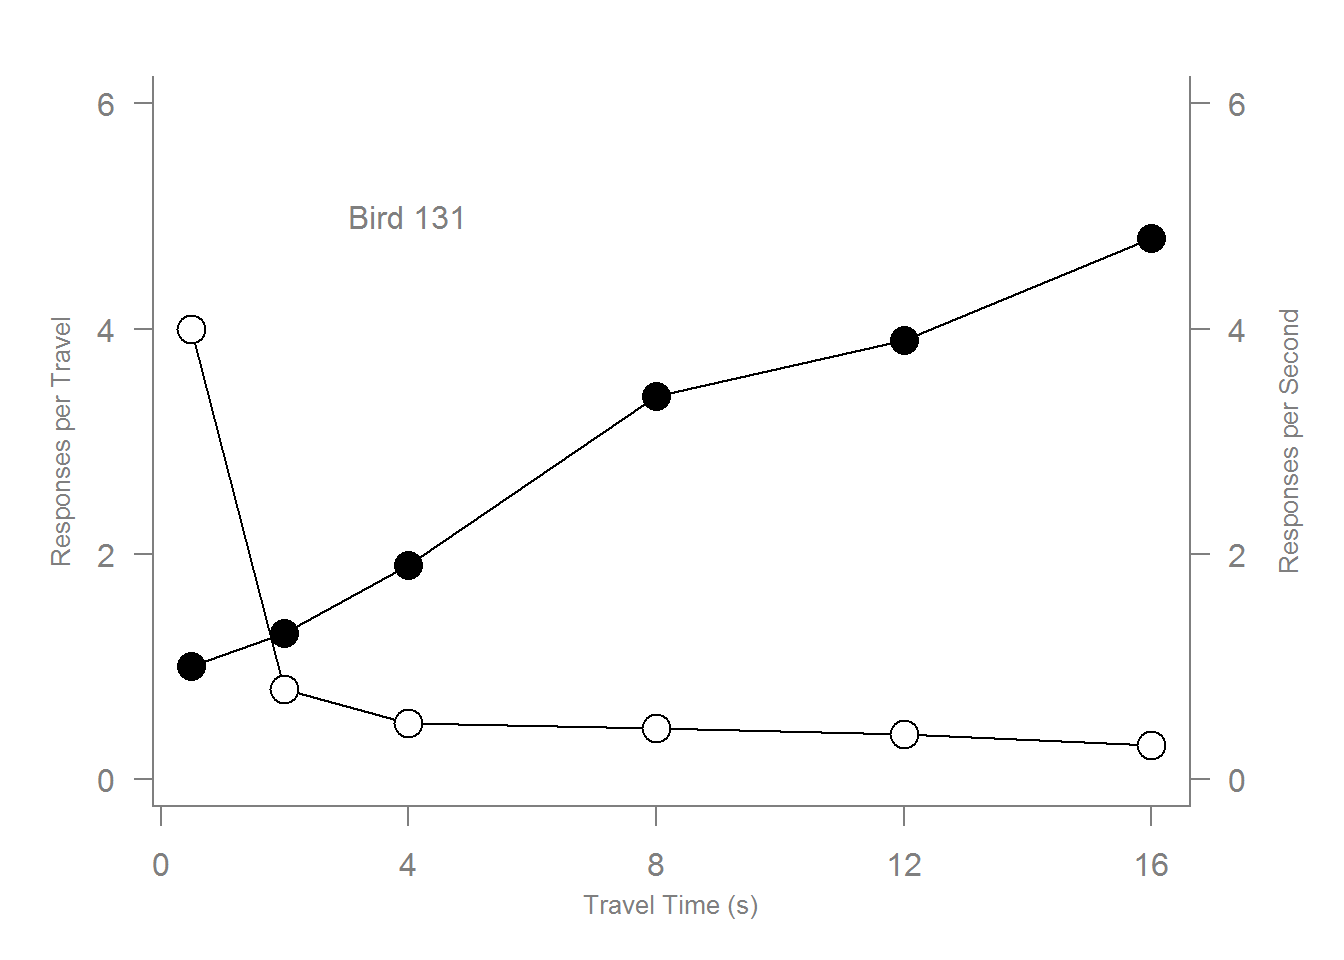 6
4
2
0
Responses per Travel
Bird 131
6
4
2
0
Responses per Second
0 4 8 12 16
Travel Time (s)